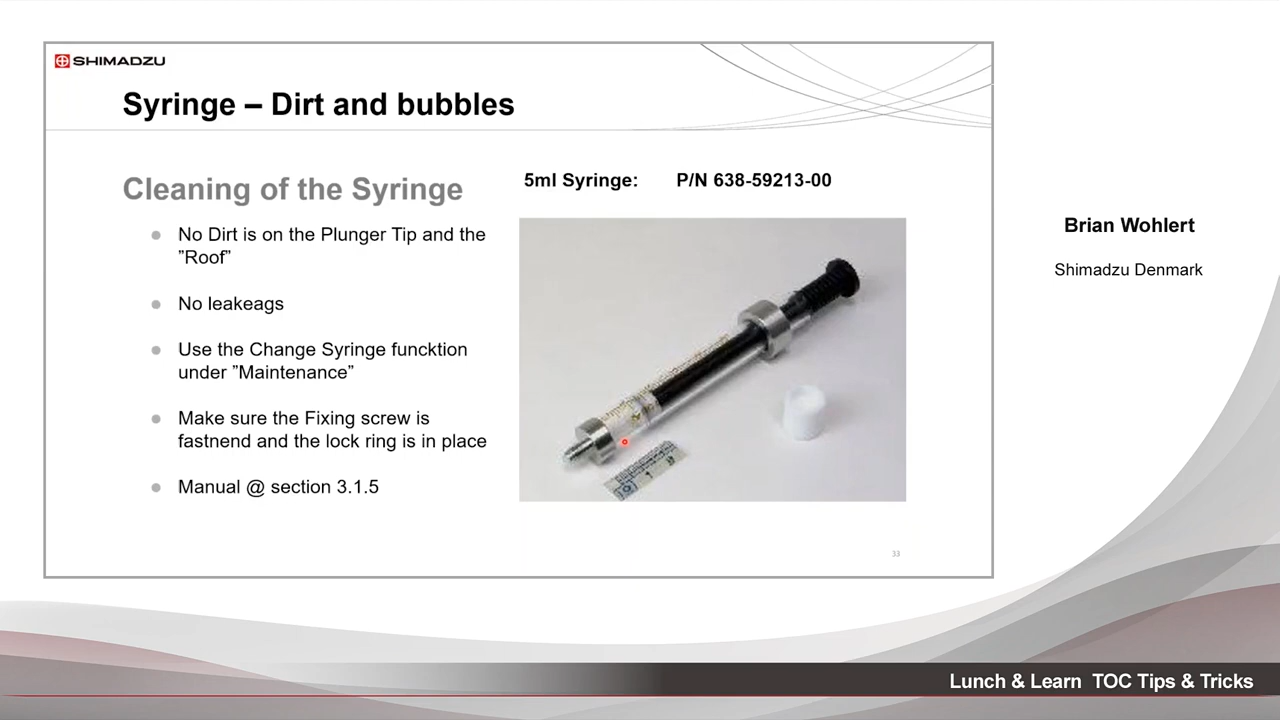 SHIMADZU
Syringe – Dirt and bubbles
Cleaning of the Syringe
5ml Syringe: P/N 638-59213-00
No Dirt is on the Plunger Tip and the
”Roof”
No leakeags
Use the Change Syringe funcktion
under ”Maintenance”
Make sure the Fixing screw is
fastnend and the lock ring is in place
Manual @ section 3.1.5
33
Brian Wohlert
Shimadzu Denmark
Lunch & Learn TOC Tips & Tricks